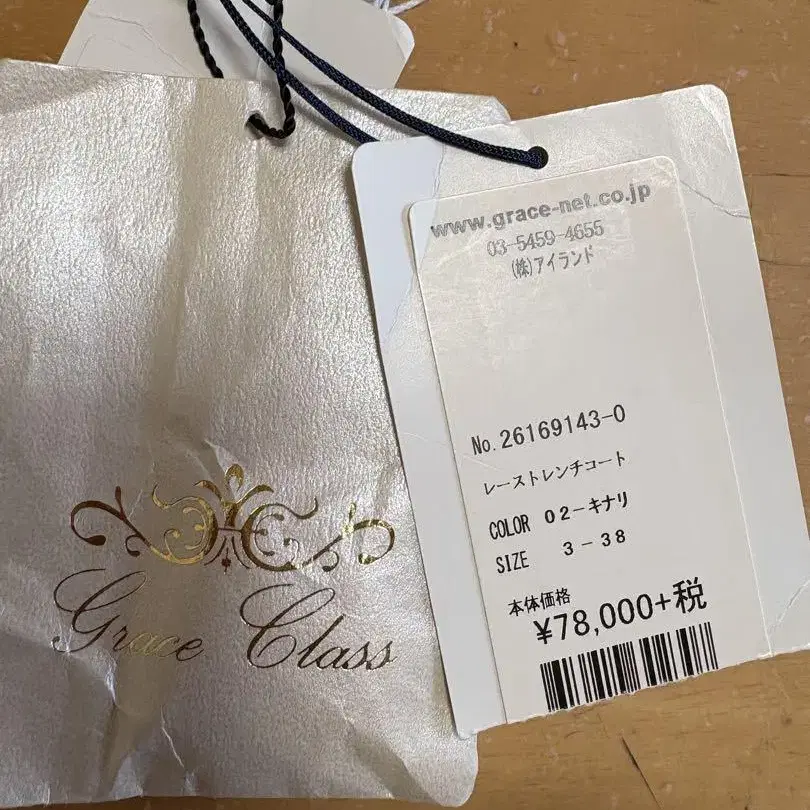 Grace Class
www.grace-net.co.jp
03-5459-4655
(株)アイランド
No.26169143-0
レーストレンチコート
COLOR 02-キナリ
SIZE 3-38
本体価格
¥78,000+税